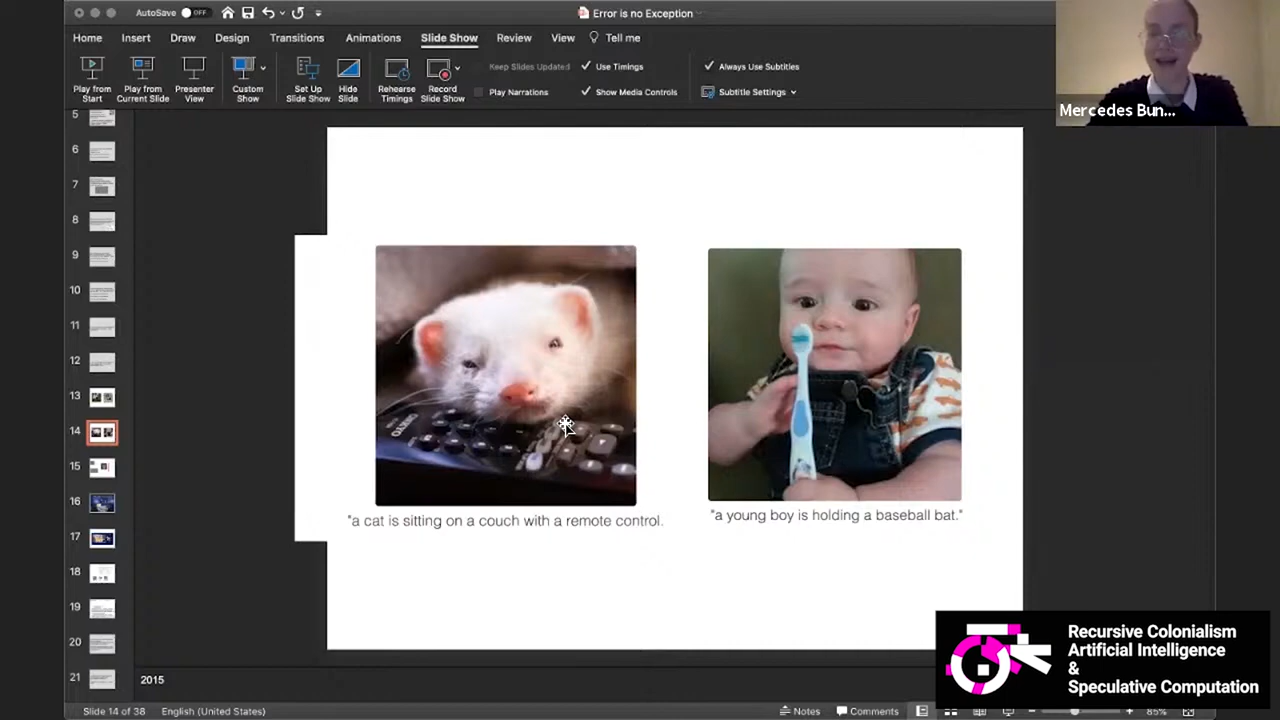 AutoSave OFF
Error is no Exception
Home Insert Draw Design Transitions Animations Slide Show Review View Tell me
Play from Start
Play from Current Slide
Presenter View
Custom Show
Set Up Slide Show
Hide Slide
Rehearse Timings
Record Slide Show
Keep Slides Updated
Use Timings
Always Use Subtitles
Play Narrations
Show Media Controls
Subtitle Settings
Mercedes Bun...
5
6
7
8
9
10
11
12
13
14
15
16
17
18
19
20
21
"a cat is sitting on a couch with a remote control.
"a young boy is holding a baseball bat."
Recursive Colonialism
Artificial Intelligence
&
Speculative Computation
2015
Slide 14 of 38 English (United States) Notes Comments 85%